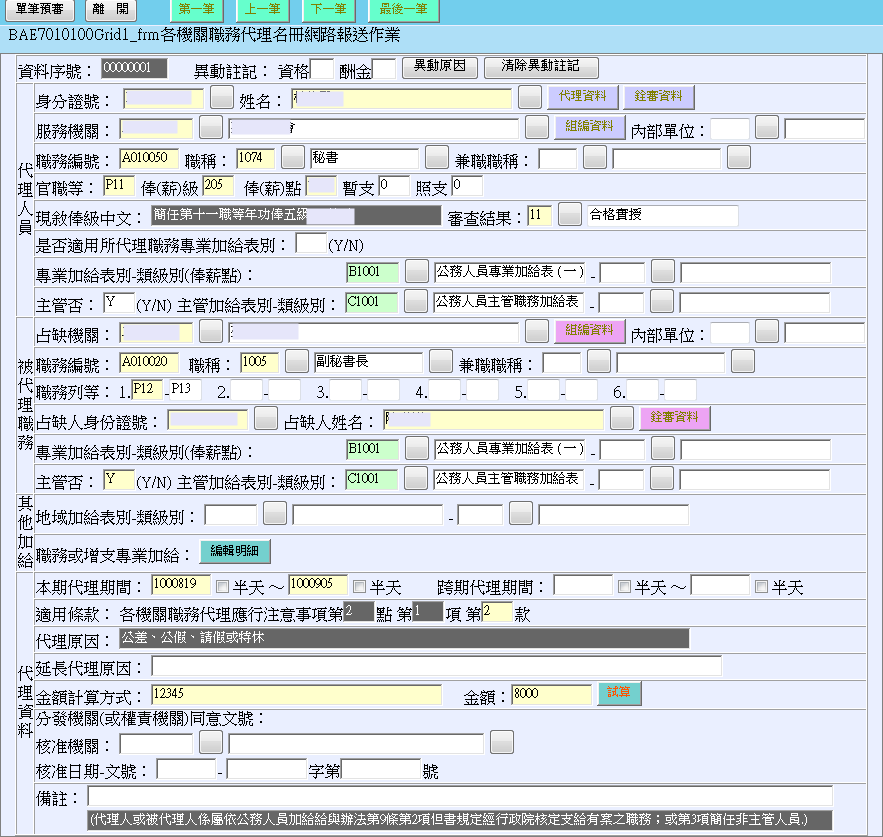 單筆預審 離 開 第一筆 上一筆 下一筆 最後一筆
BAE7010100Grid1_frm各機關職務代理名冊網路報送作業
資料序號： 00000001 異動註記： 資格 酬金 異動原因 清除異動註記
代理人員
身分證號： 姓名： 代理資料 銓審資料
服務機關： 組編資料 內部單位：
職務編號： A010050 職稱： 1074 秘書 兼職職稱：
官職等： P11 俸(薪)級 205 俸(薪)點 暫支 0 照支 0
現敘俸級中文： 簡任第十一職等年功俸五級 審查結果： 11 合格實授
是否適用所代理職務專業加給表別： (Y/N)
專業加給表別-類級別(俸薪點)： B1001 公務人員專業加給表(一) -
主管否： Y (Y/N) 主管加給表別-類級別： C1001 公務人員主管職務加給表 -
被代理職務
占缺機關： 組編資料 內部單位：
職務編號： A010020 職稱： 1005 副秘書長 兼職職稱：
職務列等： 1. P12 - P13 2. - 3. - 4. - 5. - 6. -
占缺人身份證號： 占缺人姓名： 銓審資料
專業加給表別-類級別(俸薪點)： B1001 公務人員專業加給表(一) -
主管否： Y (Y/N) 主管加給表別-類級別： C1001 公務人員主管職務加給表 -
其他加給
地域加給表別-類級別： -
職務或增支專業加給： 編輯明細
代理資料
本期代理期間： 1000819 半天～ 1000905 半天 跨期代理期間： 半天～ 半天
適用條款： 各機關職務代理應行注意事項第 2 點 第 1 項 第 2 款
代理原因： 公差、公假、請假或特休
延長代理原因：
金額計算方式： 12345 金額： 8000 試算
分發機關(或權責機關)同意文號：
核准機關：
核准日期-文號： - 字第 號
備註：
(代理人或被代理人係屬依公務人員加給給與辦法第9條第2項但書規定經行政院核定支給有案之職務；或第3項簡任非主管人員.)